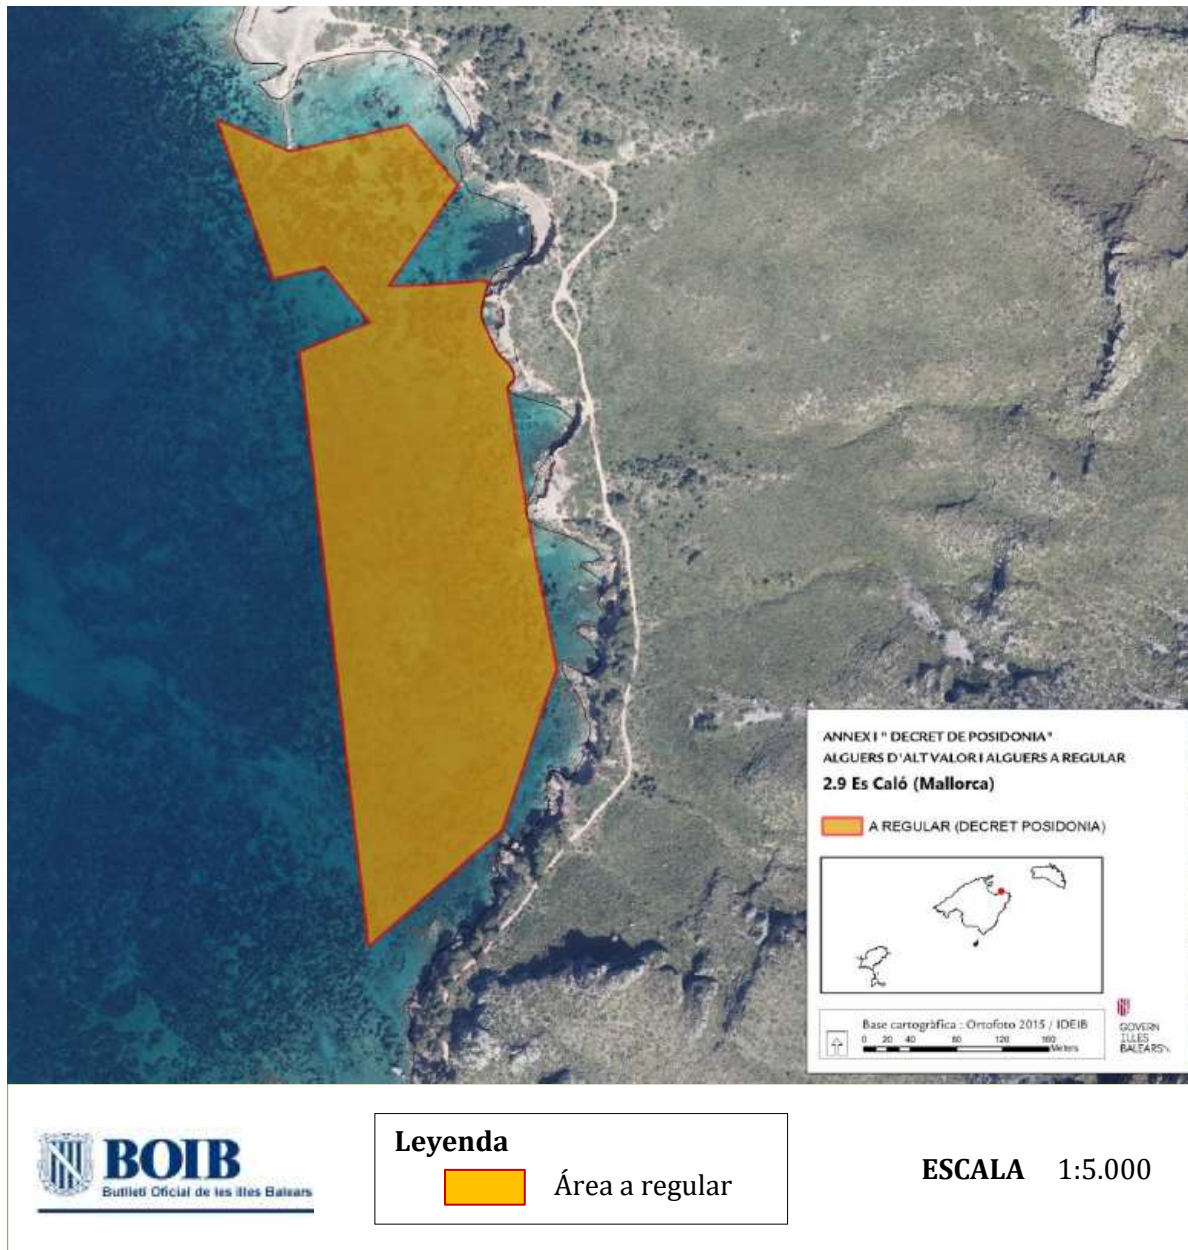 ANNEX I " DECRET DE POSIDONIA"
ALGUERS D'ALT VALOR I ALGUERS A REGULAR
2.9 Es Caló (Mallorca)
A REGULAR (DECRET POSIDONIA)
Base cartogràfica : Ortofoto 2015 / IDEIB
0 20 40 80 120 160
Meters
GOVERN
ILLES
BALEARS
BOIB
Butlletí Oficial de les Illes Balears
Leyenda
Área a regular
ESCALA 1:5.000